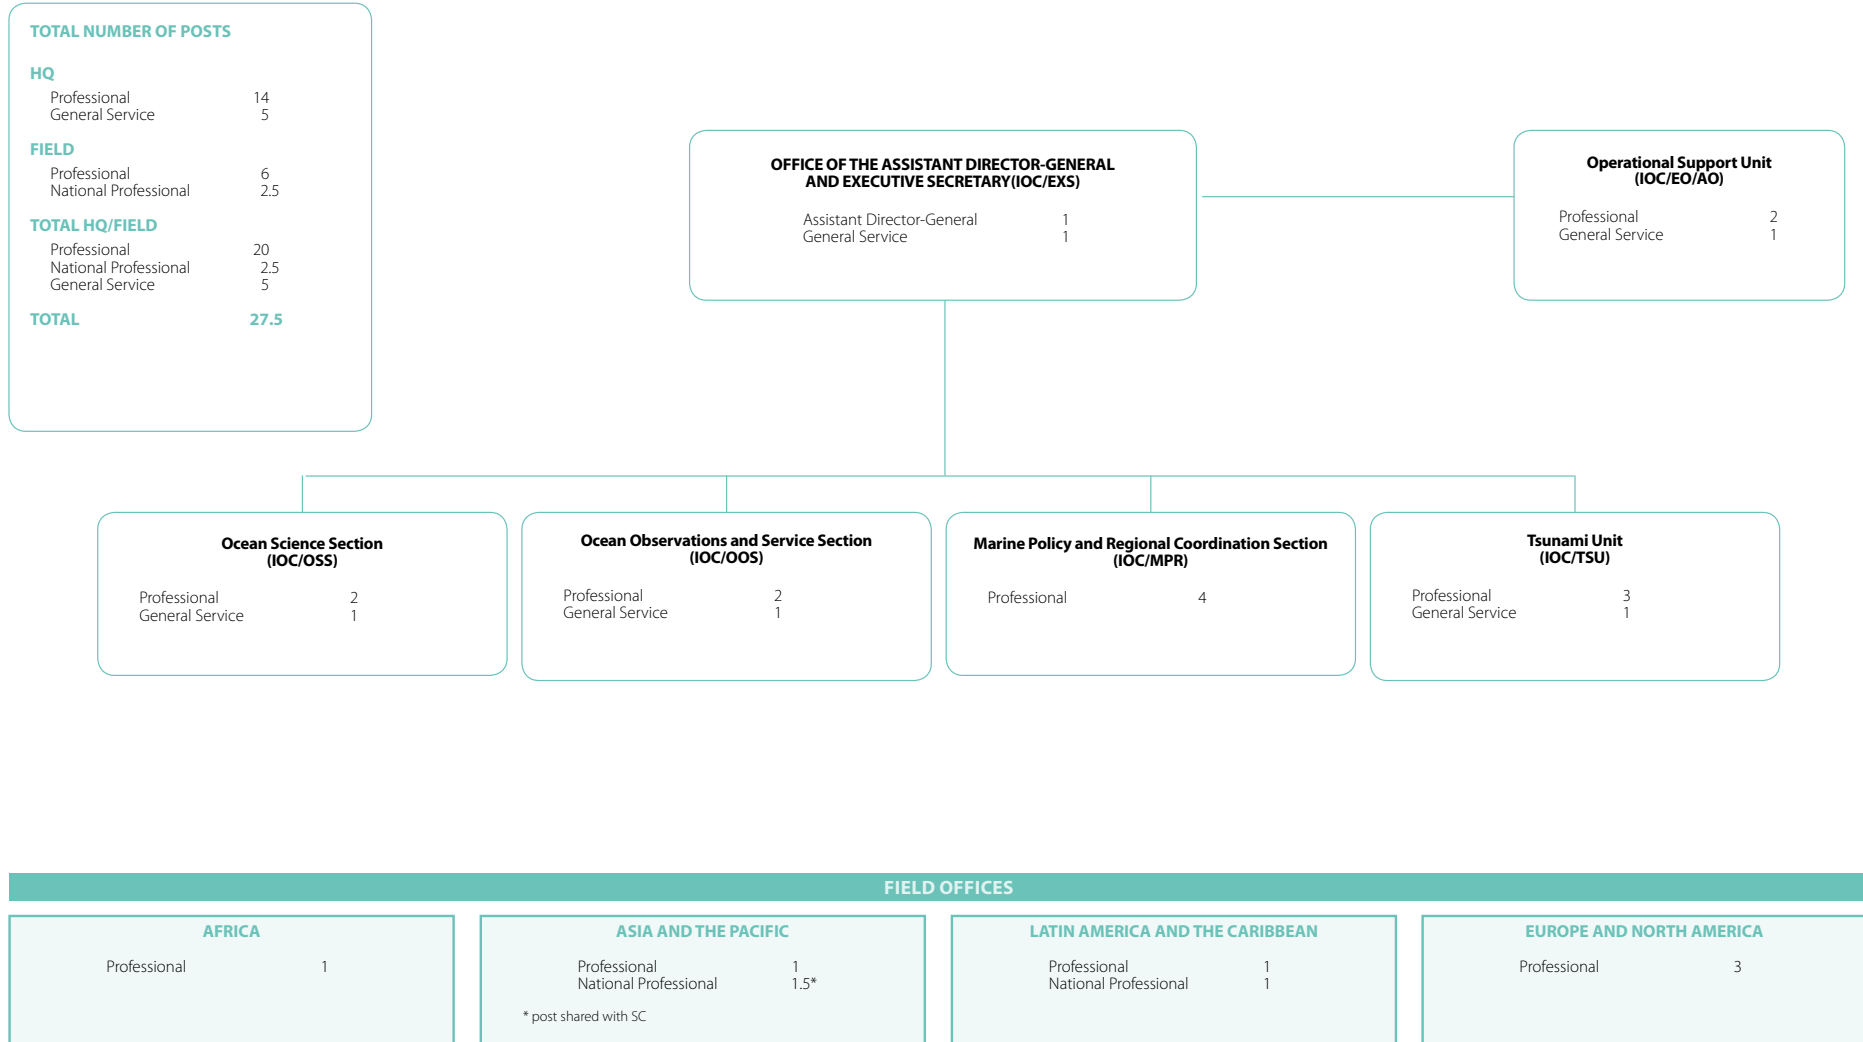 TOTAL NUMBER OF POSTS
HQ
Professional 14
General Service 5
FIELD
Professional 6
National Professional 2.5
TOTAL HQ/FIELD
Professional 20
National Professional 2.5
General Service 5
TOTAL 27.5
OFFICE OF THE ASSISTANT DIRECTOR-GENERAL
AND EXECUTIVE SECRETARY(IOC/EXS)
Assistant Director-General 1
General Service 1
Operational Support Unit
(IOC/EO/AO)
Professional 2
General Service 1
Ocean Science Section
(IOC/OSS)
Professional 2
General Service 1
Ocean Observations and Service Section
(IOC/OOS)
Professional 2
General Service 1
Marine Policy and Regional Coordination Section
(IOC/MPR)
Professional 4
Tsunami Unit
(IOC/TSU)
Professional 3
General Service 1
FIELD OFFICES
AFRICA
Professional 1
ASIA AND THE PACIFIC
Professional 1
National Professional 1.5*
* post shared with SC
LATIN AMERICA AND THE CARIBBEAN
Professional 1
National Professional 1
EUROPE AND NORTH AMERICA
Professional 3